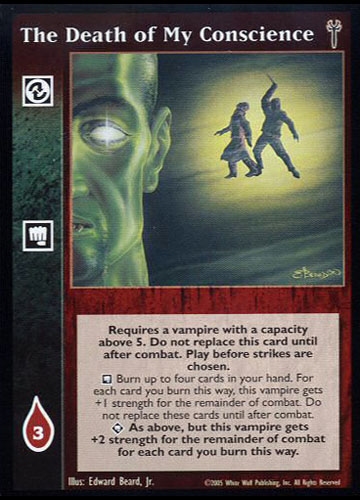 The Death of My Conscience
E. BEARD JR
Requires a vampire with a capacity
above 5. Do not replace this card until
after combat. Play before strikes are
chosen.
Burn up to four cards in your hand. For
each card you burn this way, this vampire gets
+1 strength for the remainder of combat. Do
not replace these cards until after combat.
As above, but this vampire gets
+2 strength for the remainder of combat
for each card you burn this way.
3
Illus: Edward Beard, Jr.
©2005 White Wolf Publishing, Inc. All Rights Reserved